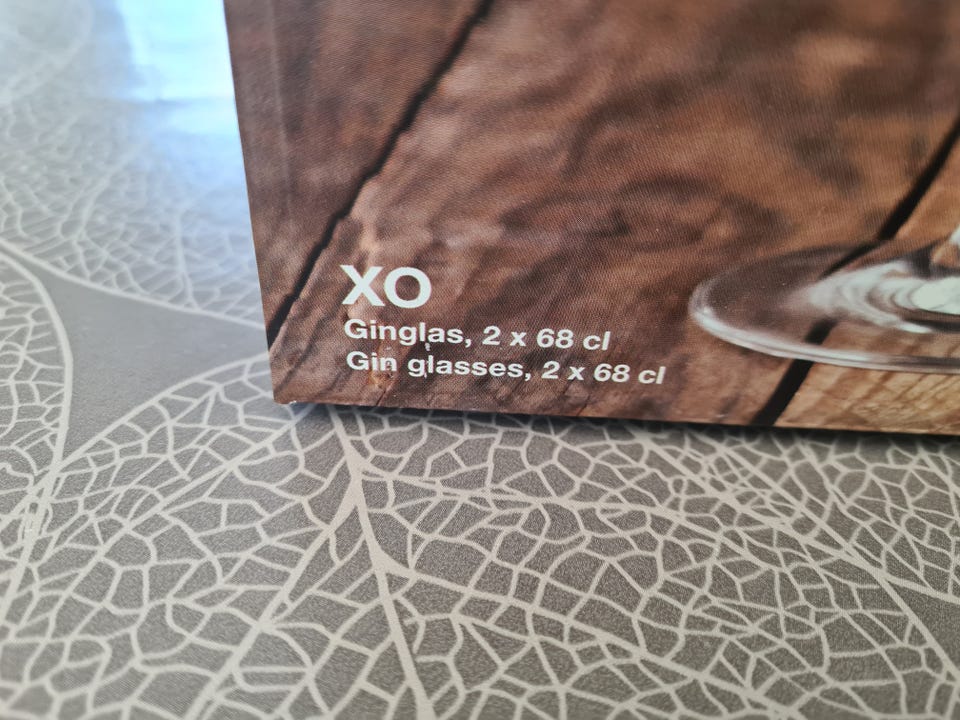 XO
Ginglas, 2 x 68 cl
Gin glasses, 2 x 68 cl